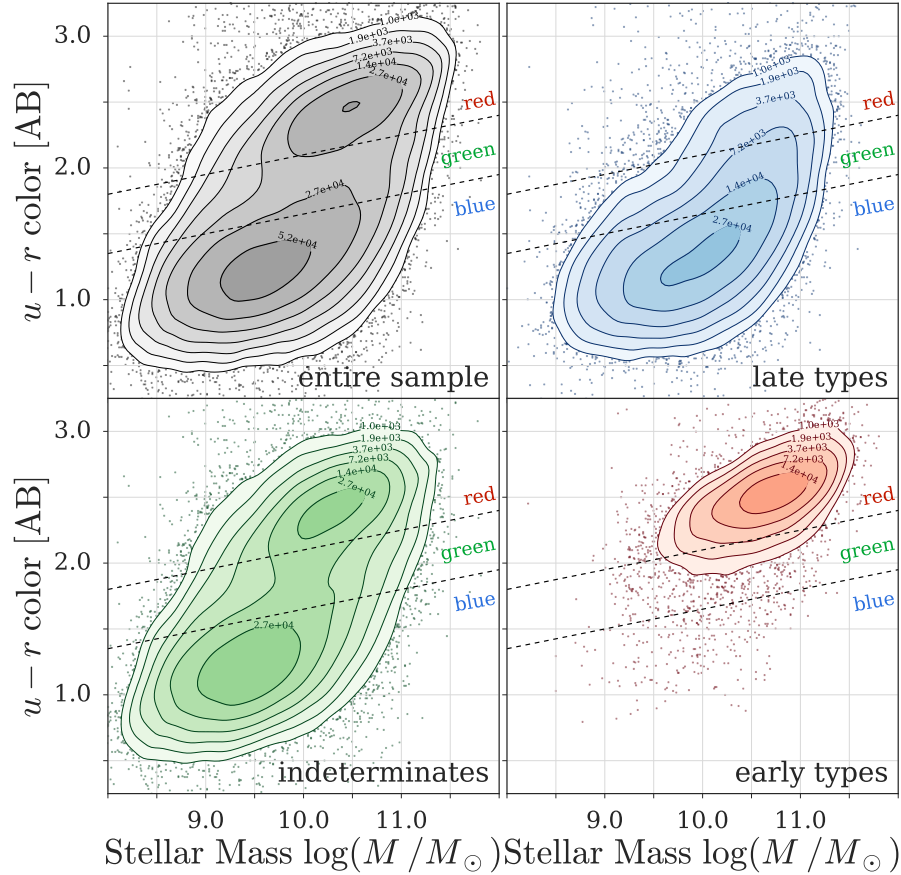 3.0
2.0
1.0
u − r color [AB]
1.0e+03
1.9e+03
3.7e+03
7.2e+03
1.4e+04
2.7e+04
2.7e+04
5.2e+04
red
green
blue
entire sample
1.0e+03
1.9e+03
3.7e+03
7.2e+03
1.4e+04
2.7e+04
red
green
blue
late types
3.0
2.0
1.0
u − r color [AB]
1.0e+03
1.9e+03
3.7e+03
7.2e+03
1.4e+04
2.7e+04
2.7e+04
red
green
blue
indeterminates
1.0e+03
1.9e+03
3.7e+03
7.2e+03
1.4e+04
red
green
blue
early types
9.0 10.0 11.0
9.0 10.0 11.0
Stellar Mass log(M/M⊙)
Stellar Mass log(M/M⊙)